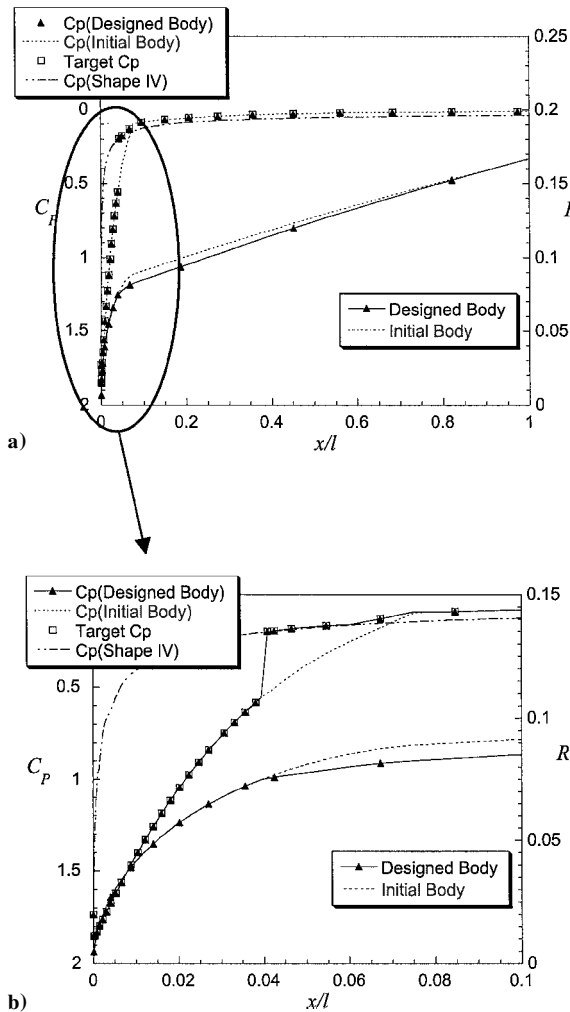 Cp(Designed Body)
Cp(Initial Body)
Target Cp
Cp(Shape IV)
0
0.5
1
1.5
2
C_P
0.25
0.20
0.15
0.10
0.05
0
Designed Body
Initial Body
0
0.2
0.4
0.6
0.8
1
x/l
a)
Cp(Designed Body)
Cp(Initial Body)
Target Cp
Cp(Shape IV)
0.5
1
1.5
2
C_P
0.15
0.1
0.05
0
R
Designed Body
Initial Body
0
0.02
0.04
0.06
0.08
0.1
x/l
b)